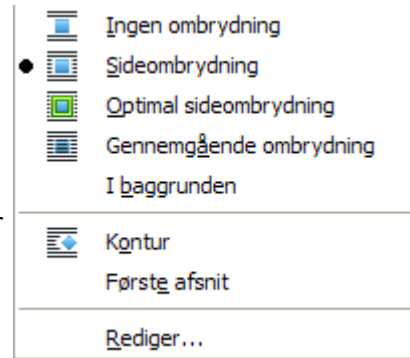 Ingen ombrydning
Sideombrydning
Optimal sideombrydning
Gennemgående ombrydning
I baggrunden
Kontur
Første afsnit
Rediger...